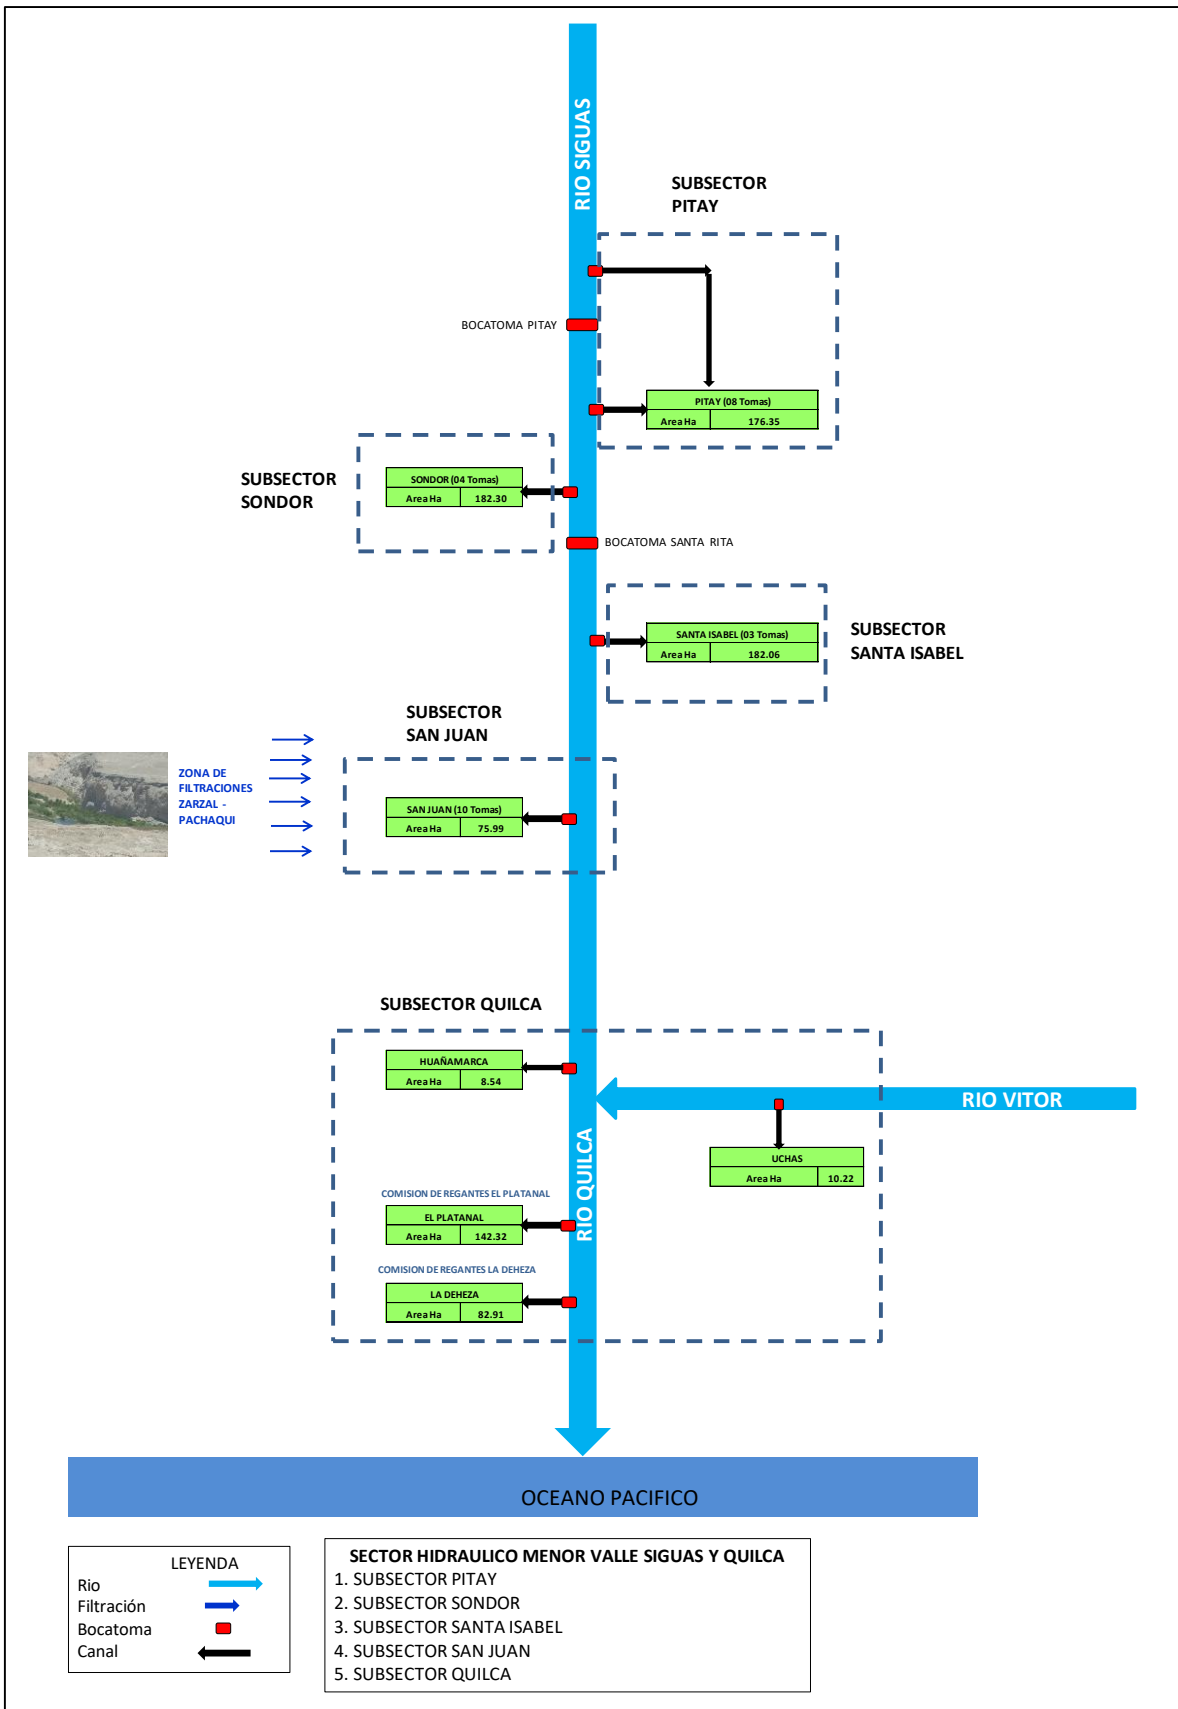 RIO SIGUAS
SUBSECTOR
PITAY
BOCATOMA PITAY
PITAY (08 Tomas)
Area Ha 176.35
SUBSECTOR
SONDOR
SONDOR (04 Tomas)
Area Ha 182.30
BOCATOMA SANTA RITA
SANTA ISABEL (03 Tomas)
Area Ha 182.06
SUBSECTOR
SANTA ISABEL
SUBSECTOR
SAN JUAN
ZONA DE
FILTRACIONES
ZARZAL -
PACHAQUI
SAN JUAN (10 Tomas)
Area Ha 75.99
SUBSECTOR QUILCA
HUAÑAMARCA
Area Ha 8.54
RIO VITOR
UCHAS
Area Ha 10.22
RIO QUILCA
COMISION DE REGANTES EL PLATANAL
EL PLATANAL
Area Ha 142.32
COMISION DE REGANTES LA DEHEZA
LA DEHEZA
Area Ha 82.91
OCEANO PACIFICO
LEYENDA
Rio
Filtración
Bocatoma
Canal
SECTOR HIDRAULICO MENOR VALLE SIGUAS Y QUILCA
1. SUBSECTOR PITAY
2. SUBSECTOR SONDOR
3. SUBSECTOR SANTA ISABEL
4. SUBSECTOR SAN JUAN
5. SUBSECTOR QUILCA